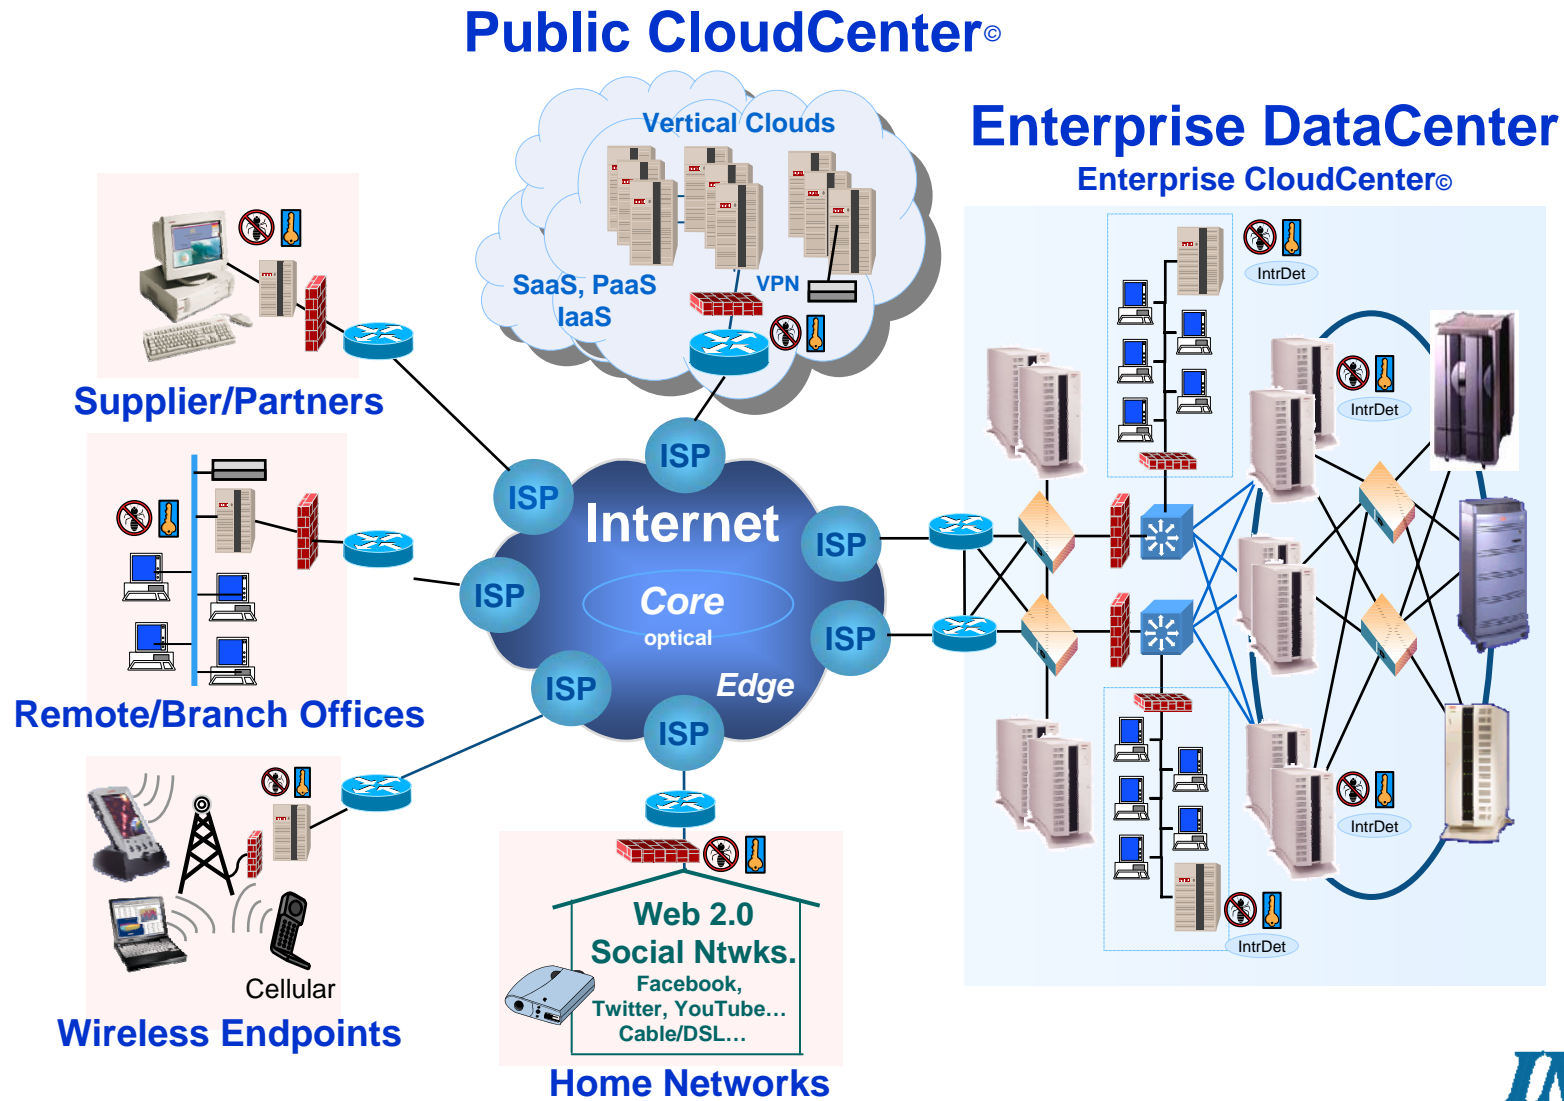 Public CloudCenter©
Enterprise DataCenter
Enterprise CloudCenter©
Vertical Clouds
SaaS, PaaS
IaaS
VPN
Supplier/Partners
Remote/Branch Offices
Cellular
Wireless Endpoints
ISP
ISP
ISP
ISP
ISP
ISP
ISP
Internet
Core
optical
Edge
Web 2.0
Social Ntwks.
Facebook,
Twitter, YouTube…
Cable/DSL…
Home Networks
IntrDet
IntrDet
IntrDet
IntrDet